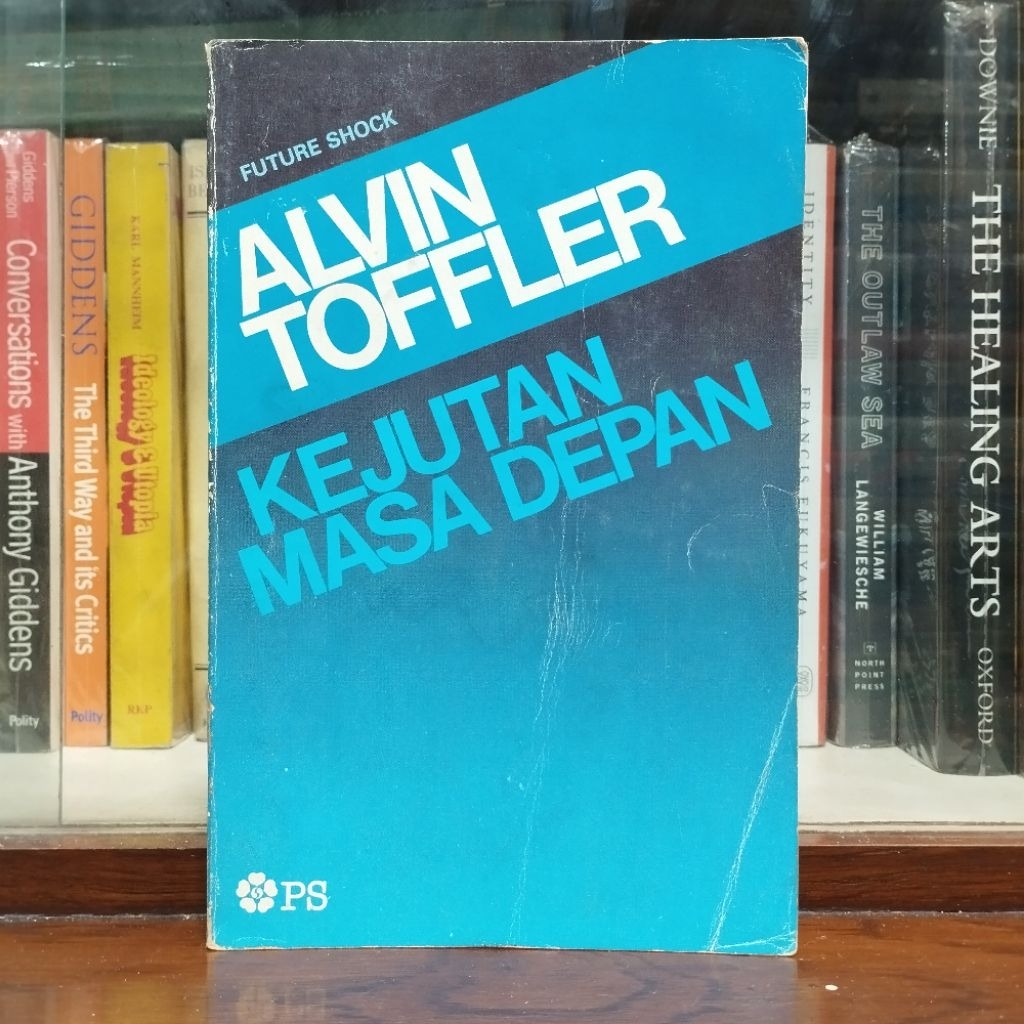 FUTURE SHOCK
ALVIN
TOFFLER
KEJUTAN
MASA DEPAN
PS
Giddens
Pierson
Conversations with Anthony Giddens
Polity
GIDDENS
The Third Way and its Critics
Polity
KARL MANNHEIM
Ideology & Utopia
RKP
IDENTITY
FRANCIS FUKUYAMA
THE OUTLAW SEA
WILLIAM
LANGEWIESCHE
NORTH
POINT
PRESS
DOWNIE
THE HEALING ARTS
OXFORD